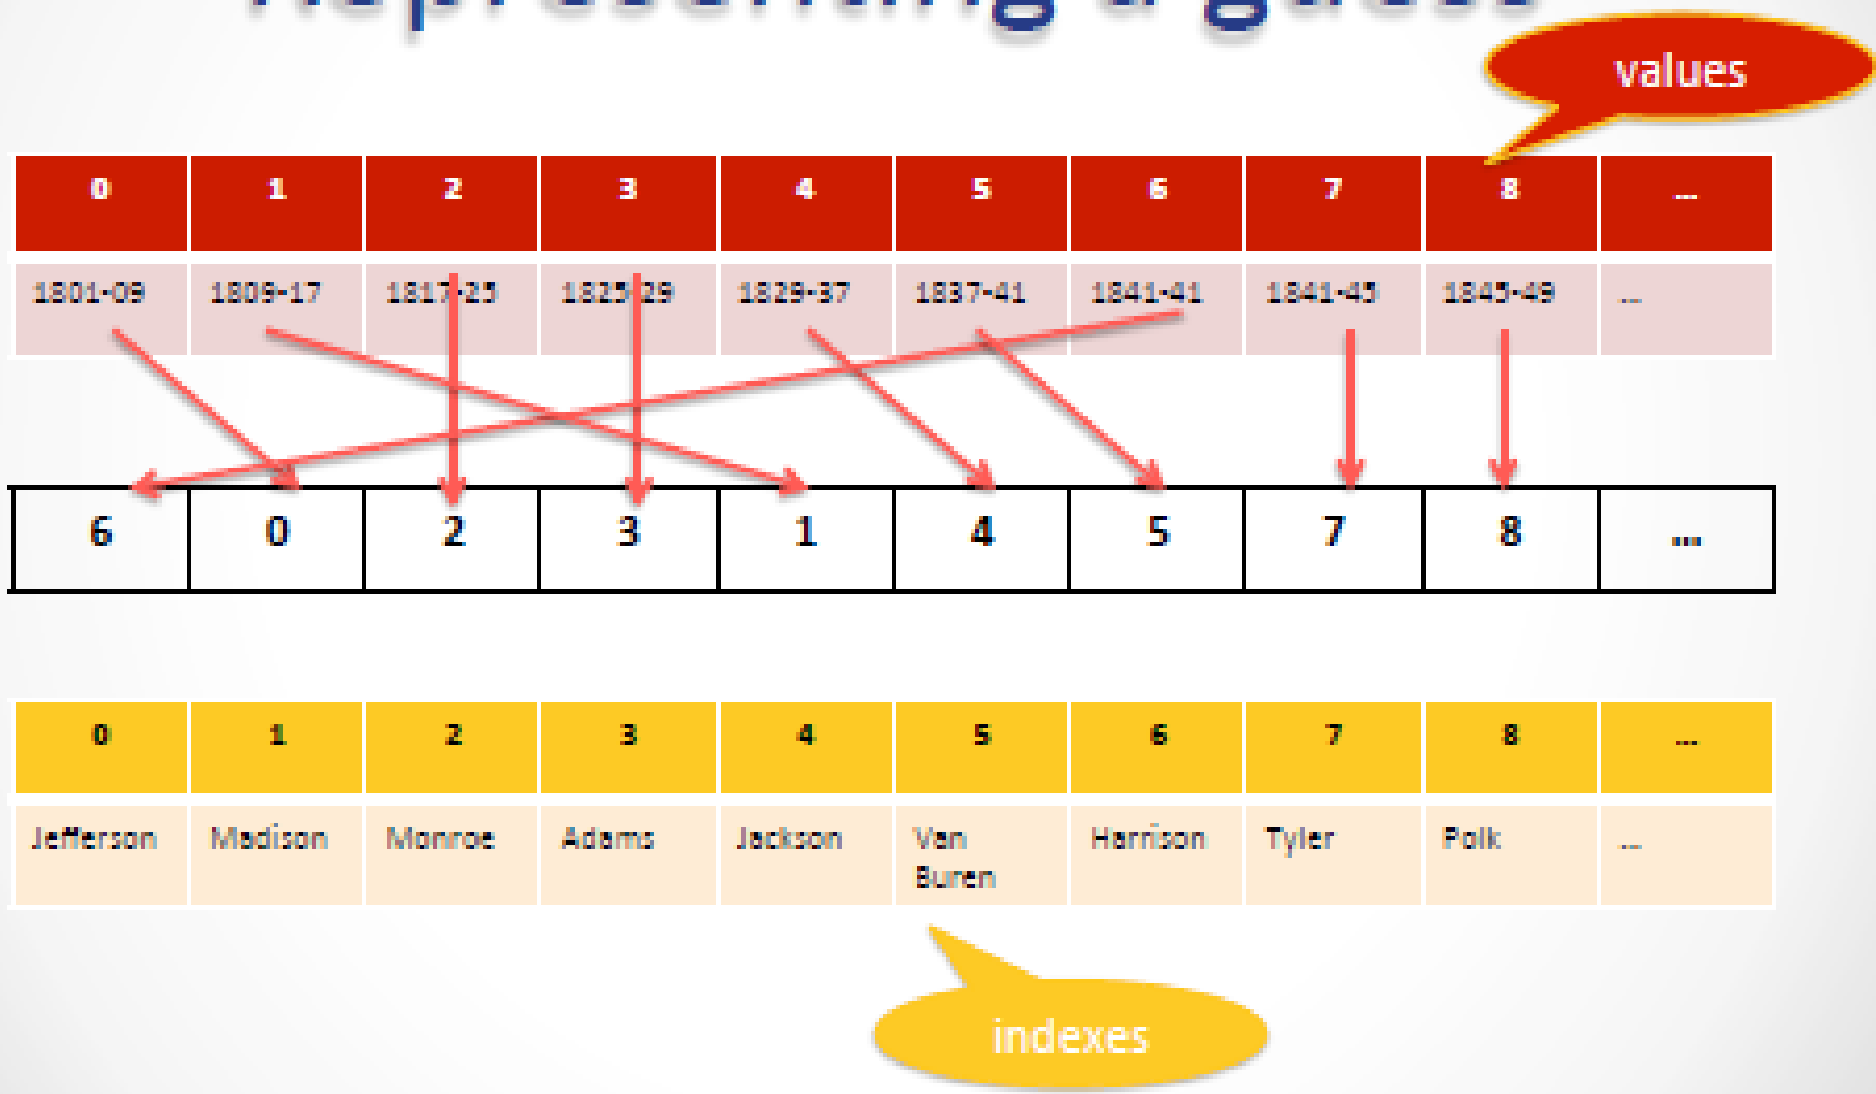 Representing a guess
values
0 1 2 3 4 5 6 7 8 ...
1801-09 1809-17 1817-25 1825-29 1829-37 1837-41 1841-41 1841-45 1845-49 ...
6 0 2 3 1 4 5 7 8 ...
0 1 2 3 4 5 6 7 8 ...
Jefferson Madison Monroe Adams Jackson Van Harrison Tyler Polk ...
Buren
indexes